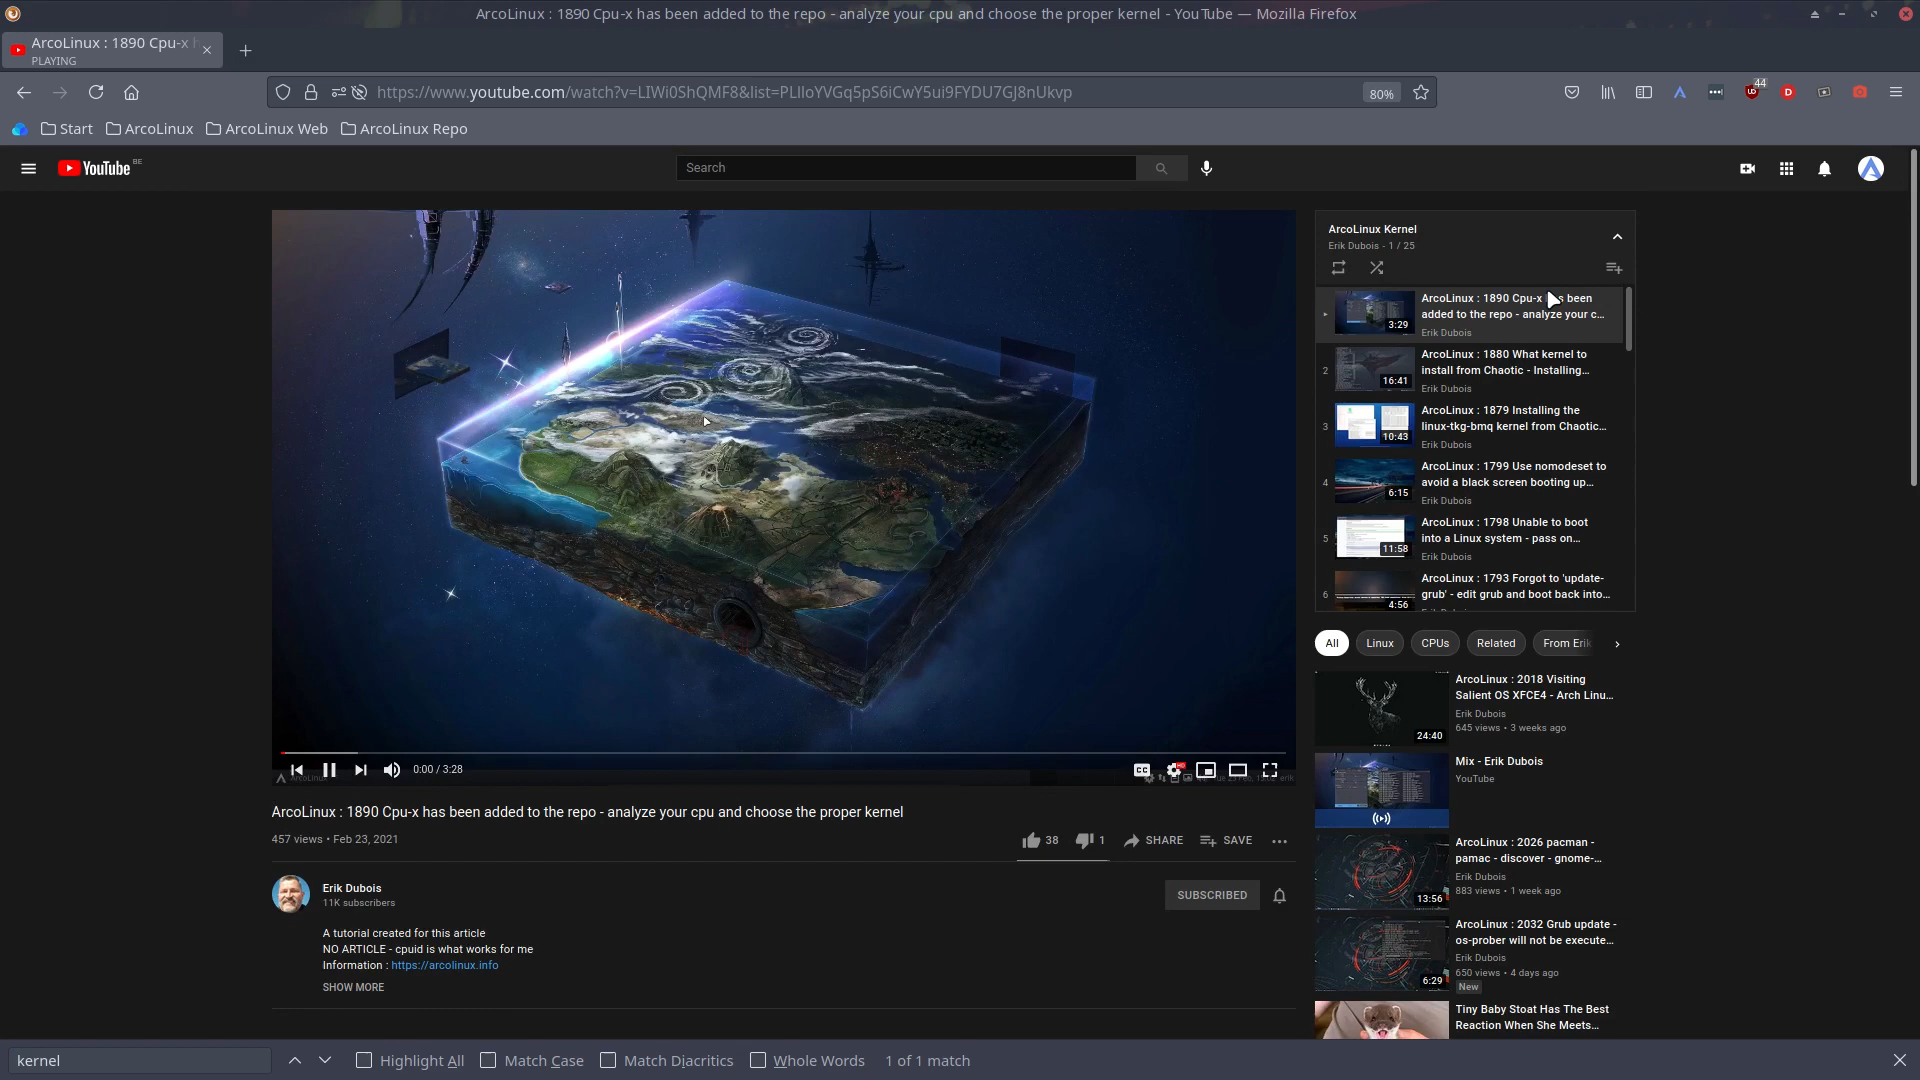 ArcoLinux : 1890 Cpu-x has been added to the repo - analyze your cpu and choose the proper kernel - YouTube — Mozilla Firefox
ArcoLinux : 1890 Cpu-x h
PLAYING
https://www.youtube.com/watch?v=LIWi0ShQMF8&list=PLlloYVGq5pS6iCwY5ui9FYDU7GJ8nUkvp
80%
44
Start
ArcoLinux
ArcoLinux Web
ArcoLinux Repo
YouTube BE
Search
ArcoLinux Kernel
Erik Dubois - 1 / 25
ArcoLinux : 1890 Cpu-x has been
added to the repo - analyze your c...
Erik Dubois
3:29
2
ArcoLinux : 1880 What kernel to
install from Chaotic - Installing...
Erik Dubois
16:41
3
ArcoLinux : 1879 Installing the
linux-tkg-bmq kernel from Chaotic...
Erik Dubois
10:43
4
ArcoLinux : 1799 Use nomodeset to
avoid a black screen booting up...
Erik Dubois
6:15
5
ArcoLinux : 1798 Unable to boot
into a Linux system - pass on...
Erik Dubois
11:58
6
ArcoLinux : 1793 Forgot to 'update-
grub' - edit grub and boot back into...
4:56
0:00 / 3:28
CC
HD
ArcoLinux : 1890 Cpu-x has been added to the repo - analyze your cpu and choose the proper kernel
457 views • Feb 23, 2021
38
1
SHARE
SAVE
Erik Dubois
11K subscribers
SUBSCRIBED
A tutorial created for this article
NO ARTICLE - cpuid is what works for me
Information : https://arcolinux.info
SHOW MORE
All
Linux
CPUs
Related
From Erik
ArcoLinux : 2018 Visiting
Salient OS XFCE4 - Arch Linu...
Erik Dubois
645 views • 3 weeks ago
24:40
Mix - Erik Dubois
YouTube
ArcoLinux : 2026 pacman -
pamac - discover - gnome-...
Erik Dubois
883 views • 1 week ago
13:56
ArcoLinux : 2032 Grub update -
os-prober will not be execute...
Erik Dubois
650 views • 4 days ago
New
6:29
Tiny Baby Stoat Has The Best
Reaction When She Meets...
kernel
Highlight All
Match Case
Match Diacritics
Whole Words
1 of 1 match